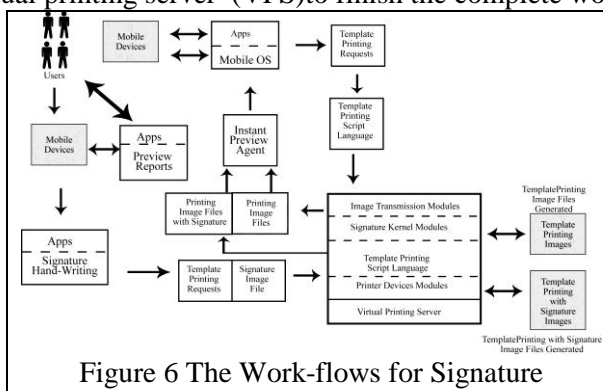 dual printing server (VPS)to finish the complete wo
Users
Mobile
Devices
Apps
Mobile OS
Template
Printing
Requests
Template
Printing
Script
Language
Mobile
Devices
Apps
Preview
Reports
Instant
Preview
Agent
Printing
Image Files
with Signature
Printing
Image
Files
Apps
Signature
Hand-Writing
Template
Printing
Requests
Signature
Image
File
Image Transmission Modules
Signature Kernel Modules
Template Printing
Script Language
Printer Devices Modules
Virtual Printing Server
TemplatePrinting
Image Files
Generated
Template
Printing
Images
Template
Printing
with
Signature
Images
TemplatePrinting with Signature
Image Files Generated
Figure 6 The Work-flows for Signature